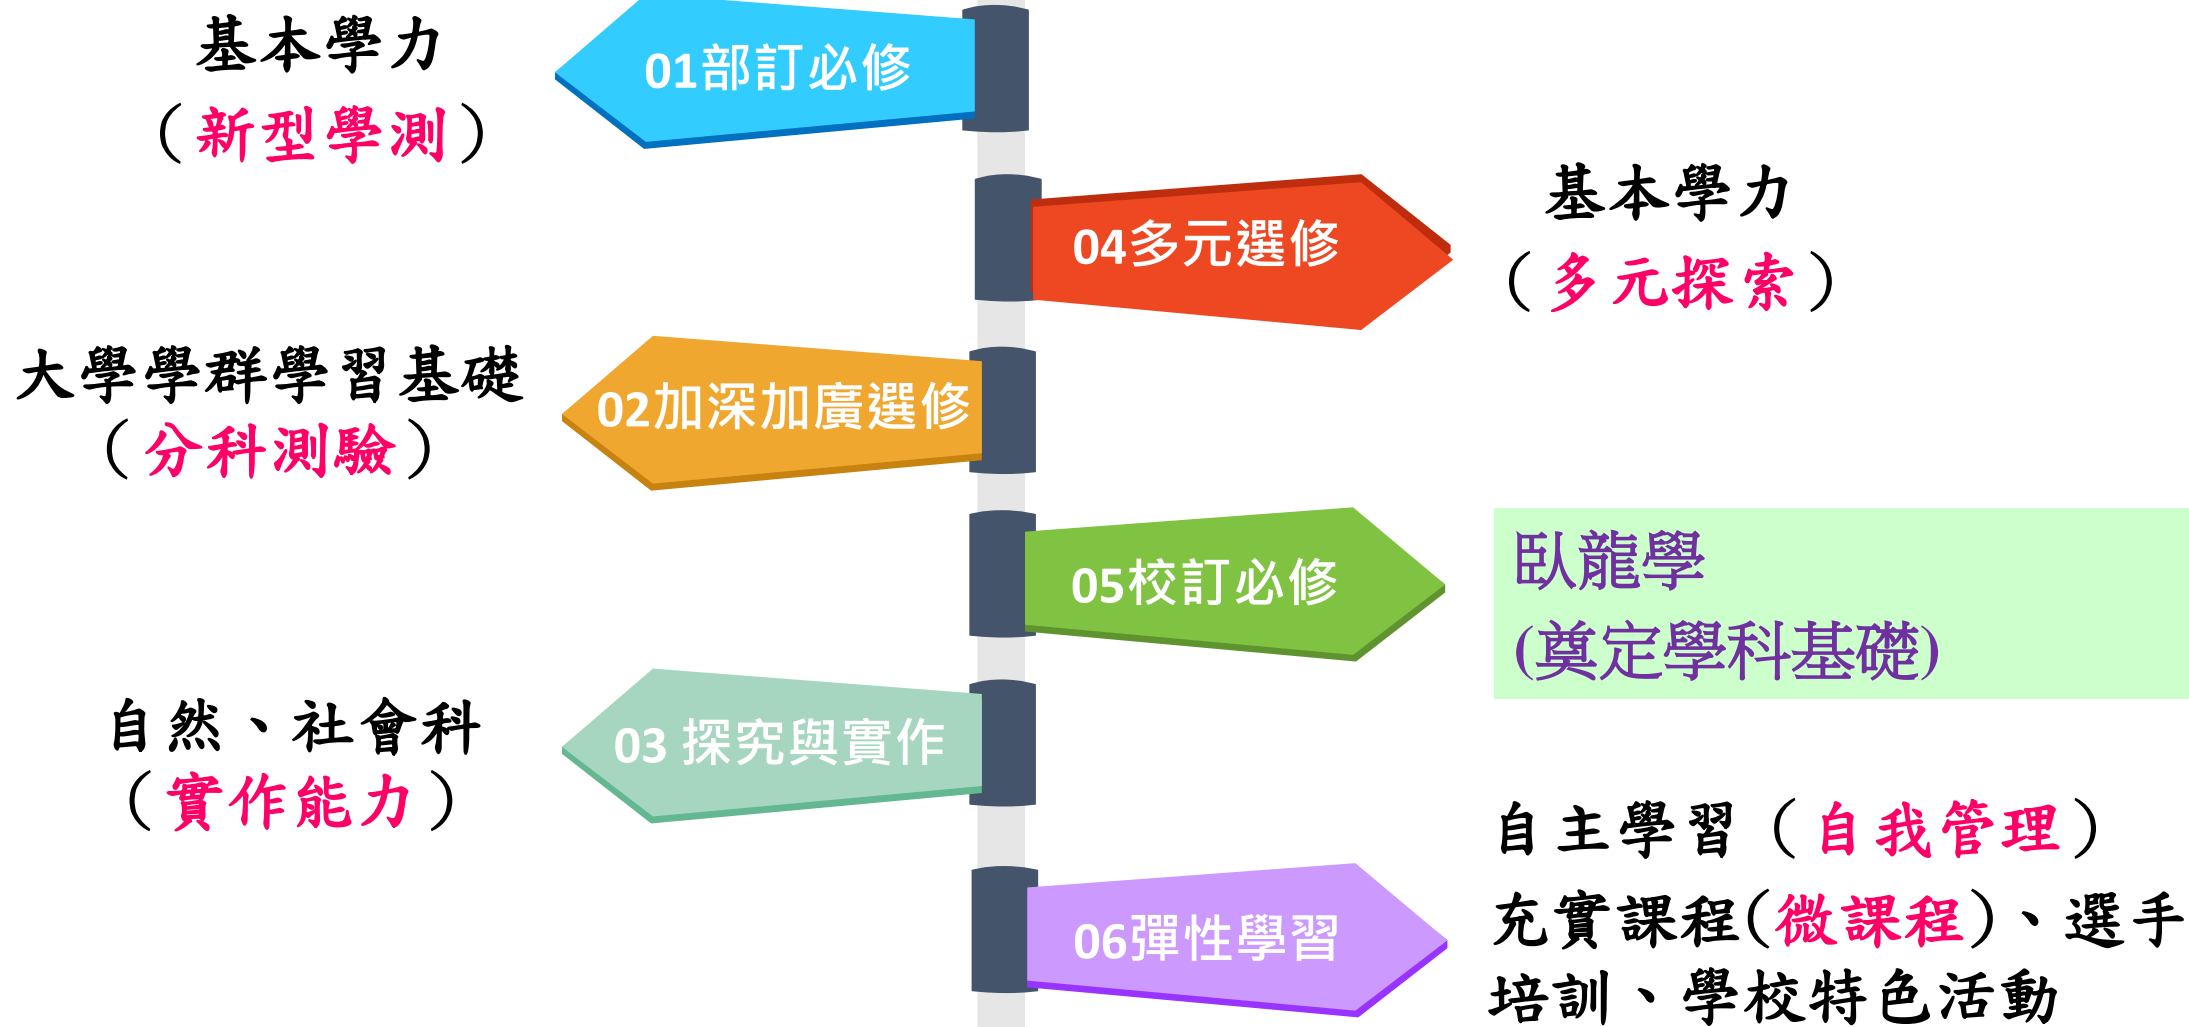 基本學力
（新型學測）
01部訂必修
04多元選修
基本學力
（多元探索）
大學學群學習基礎
（分科測驗）
02加深加廣選修
05校訂必修
臥龍學
(奠定學科基礎)
自然、社會科
（實作能力）
03 探究與實作
06彈性學習
自主學習（自我管理）
充實課程(微課程)、選手
培訓、學校特色活動